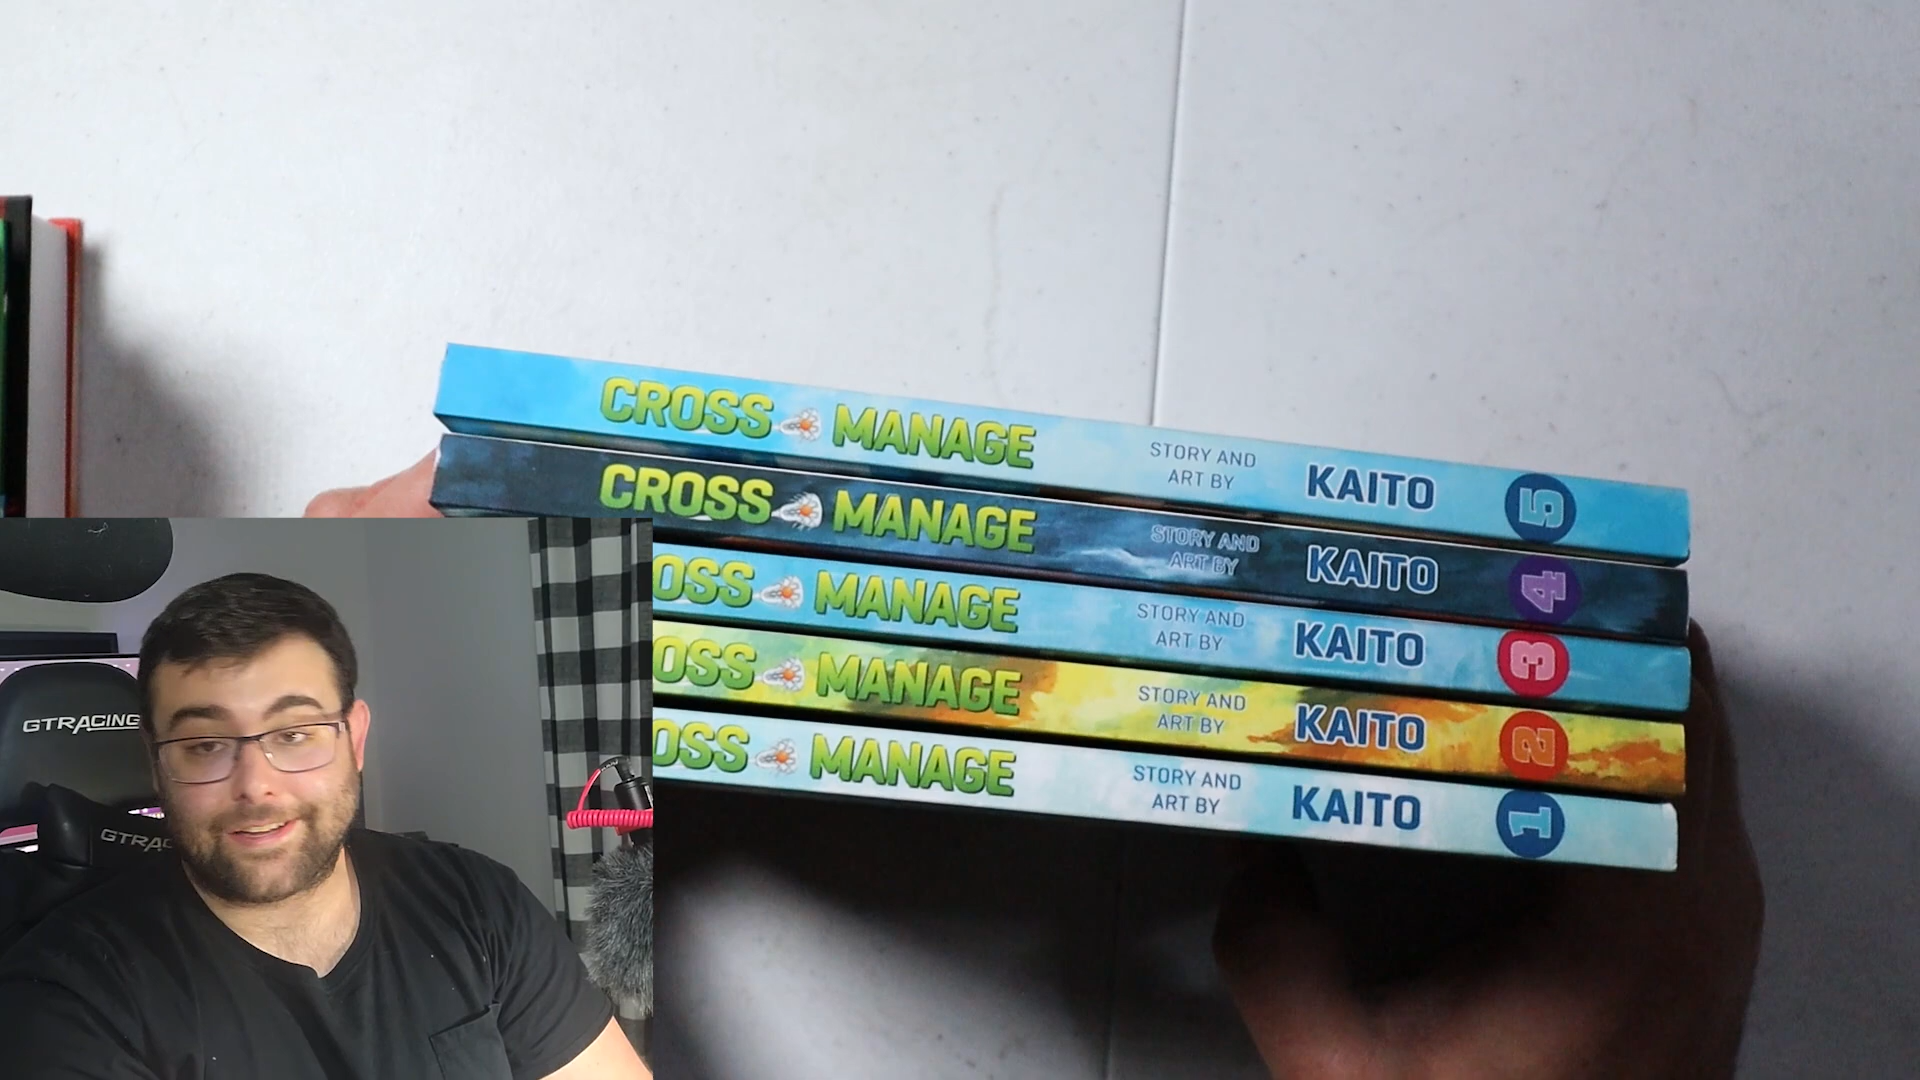 CROSS MANAGE STORY AND ART BY KAITO 5
CROSS MANAGE STORY AND ART BY KAITO 4
OSS MANAGE STORY AND ART BY KAITO 3
OSS MANAGE STORY AND ART BY KAITO 2
OSS MANAGE STORY AND ART BY KAITO 1
GTRACING
GTRAC